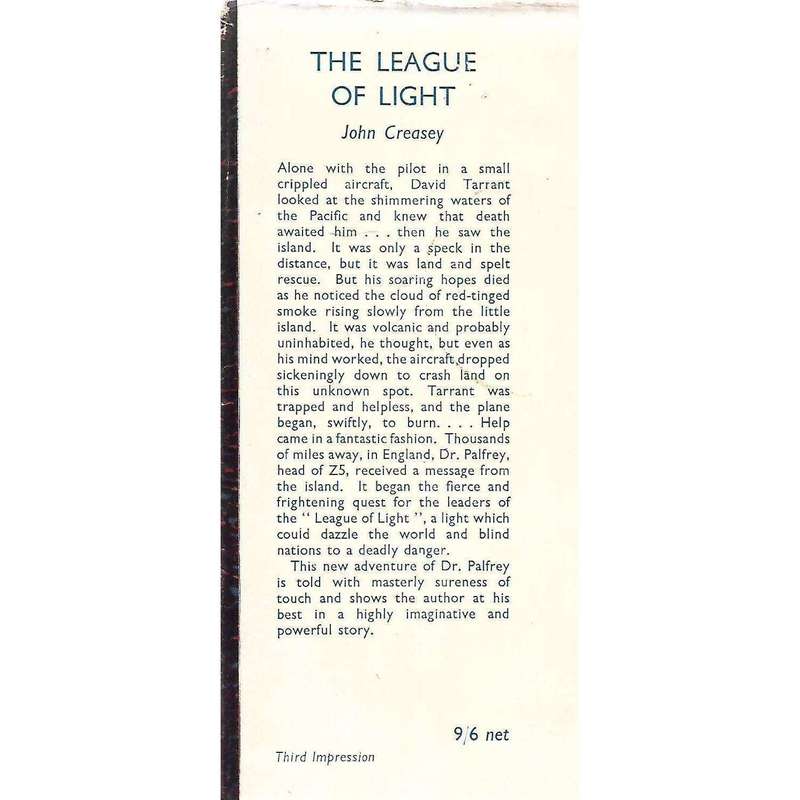 THE LEAGUE
OF LIGHT
John Creasey
Alone with the pilot in a small
crippled aircraft, David Tarrant
looked at the shimmering waters of
the Pacific and knew that death
awaited him . . . then he saw the
island. It was only a speck in the
distance, but it was land and spelt
rescue. But his soaring hopes died
as he noticed the cloud of red-tinged
smoke rising slowly from the little
island. It was volcanic and probably
uninhabited, he thought, but even as
his mind worked, the aircraft dropped
sickeningly down to crash land on
this unknown spot. Tarrant was
trapped and helpless, and the plane
began, swiftly, to burn. . . . Help
came in a fantastic fashion. Thousands
of miles away, in England, Dr. Palfrey,
head of Z5, received a message from
the island. It began the fierce and
frightening quest for the leaders of
the “ League of Light ”, a light which
could dazzle the world and blind
nations to a deadly danger.
This new adventure of Dr. Palfrey
is told with masterly sureness of
touch and shows the author at his
best in a highly imaginative and
powerful story.
9/6 net
Third Impression